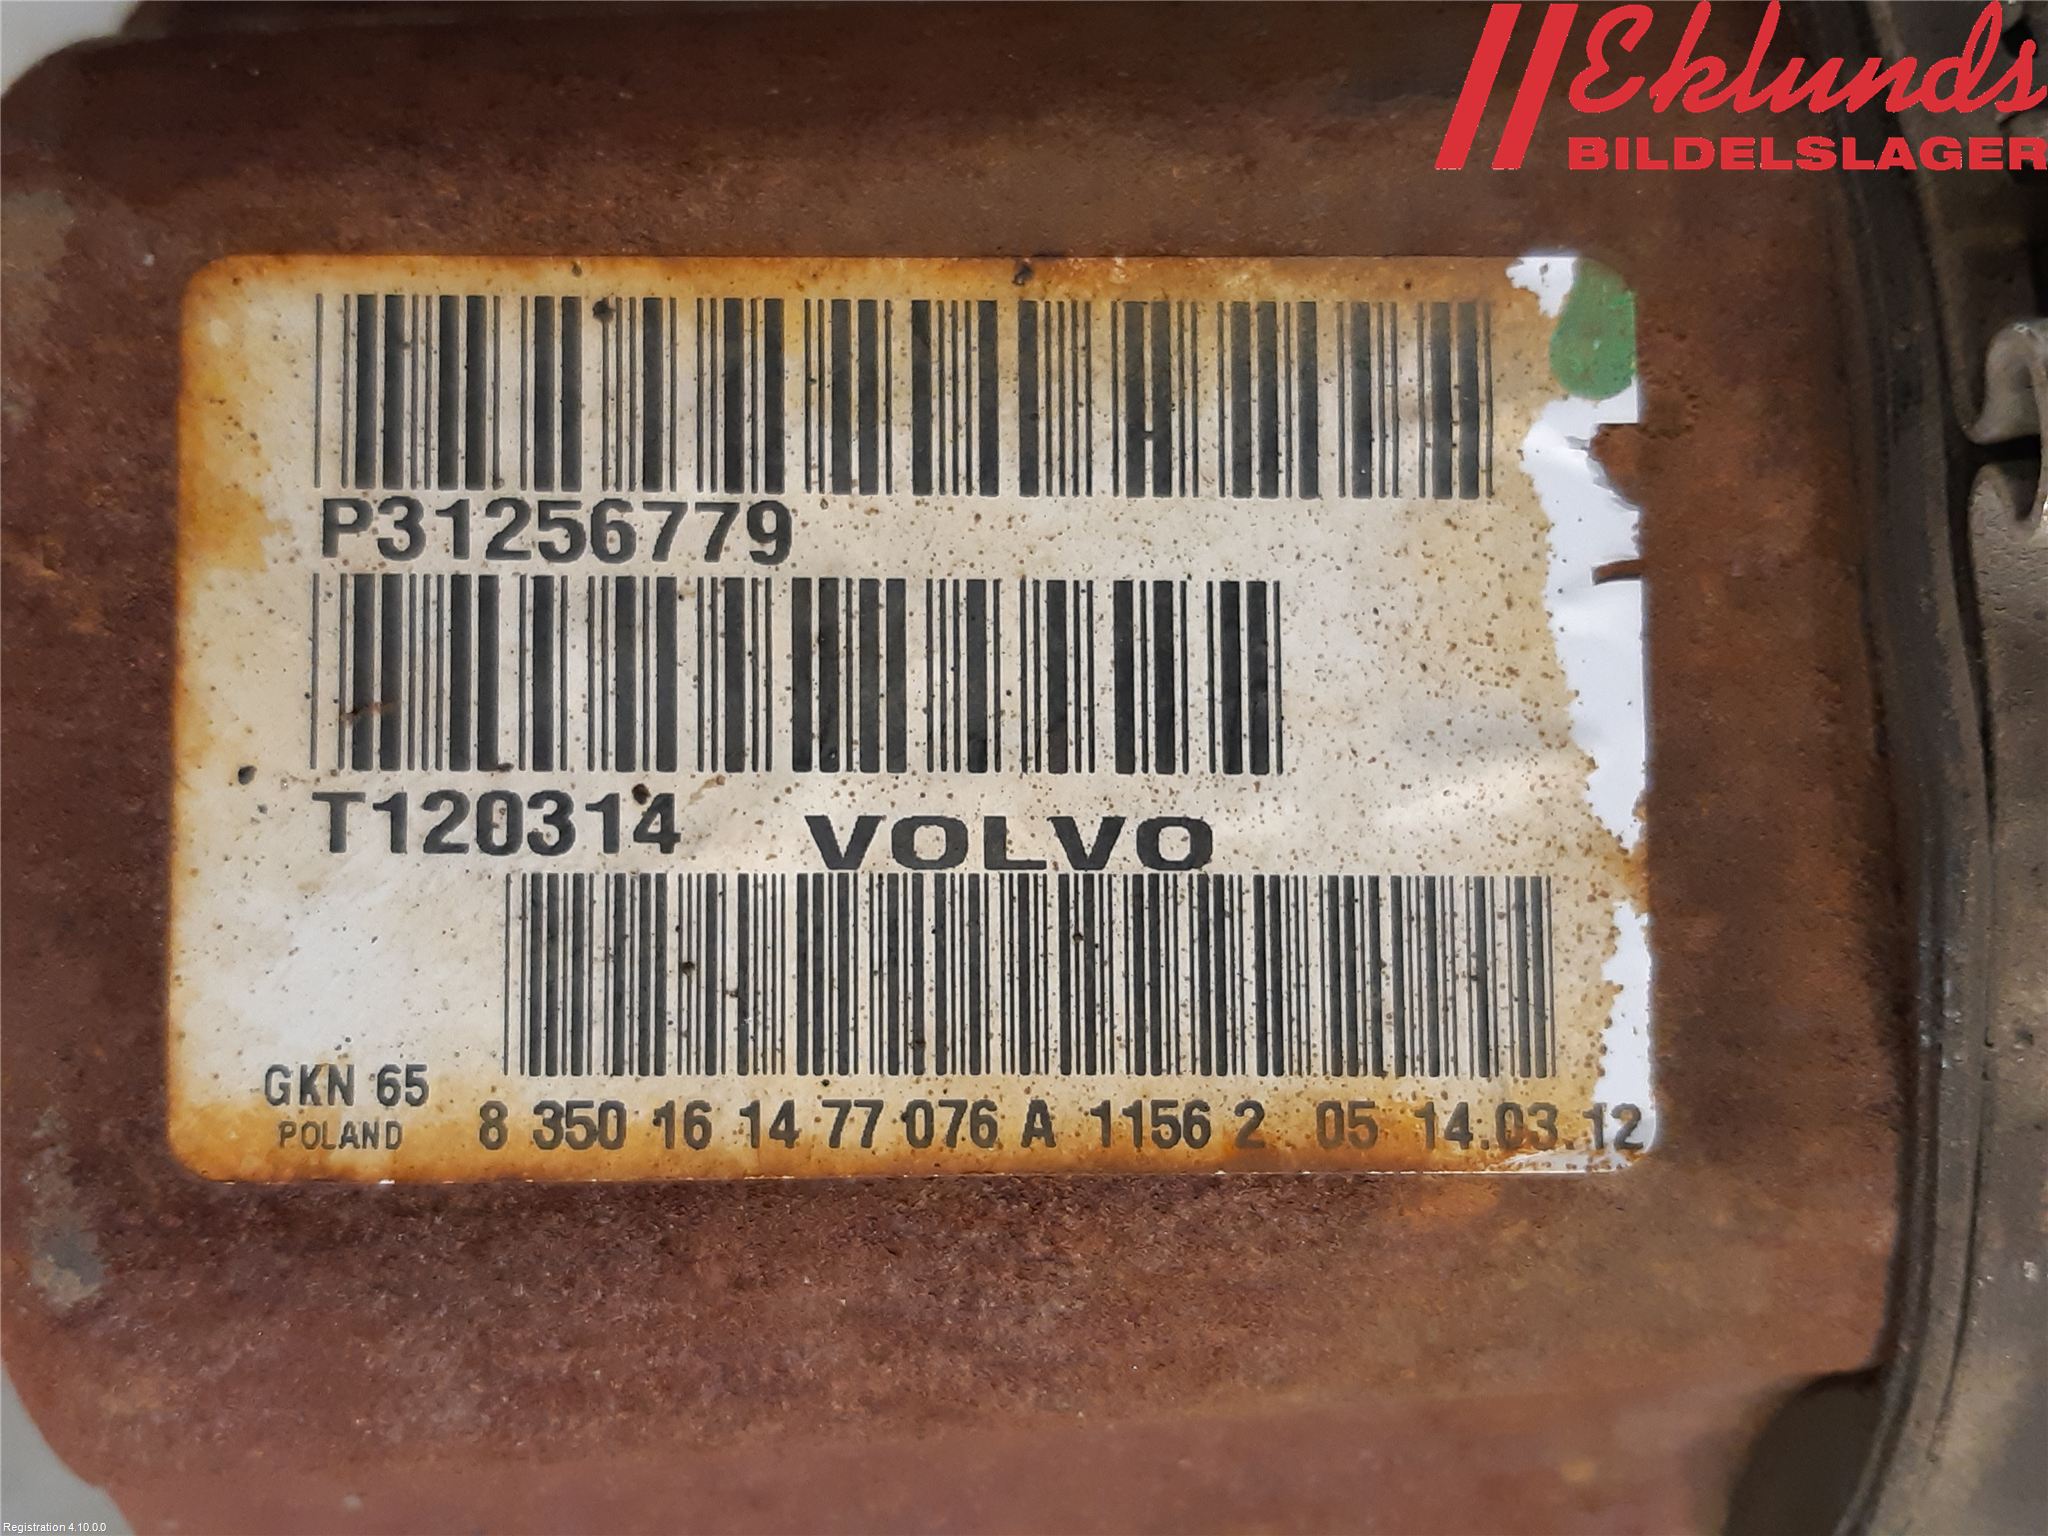 Eklunds
BILDELSLAGER
P31256779
T120314
VOLVO
GKN 65
POLAND
8 350 16 14 77 076 A 1156 2 05 14.03.12
Registration 4.10.0.0